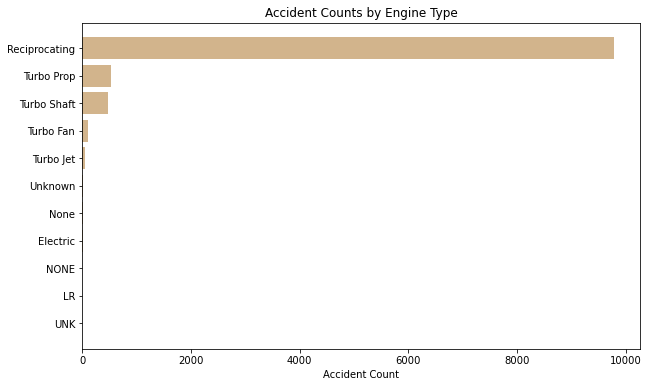 Accident Counts by Engine Type
Reciprocating
Turbo Prop
Turbo Shaft
Turbo Fan
Turbo Jet
Unknown
None
Electric
NONE
LR
UNK
0 2000 4000 6000 8000 10000
Accident Count